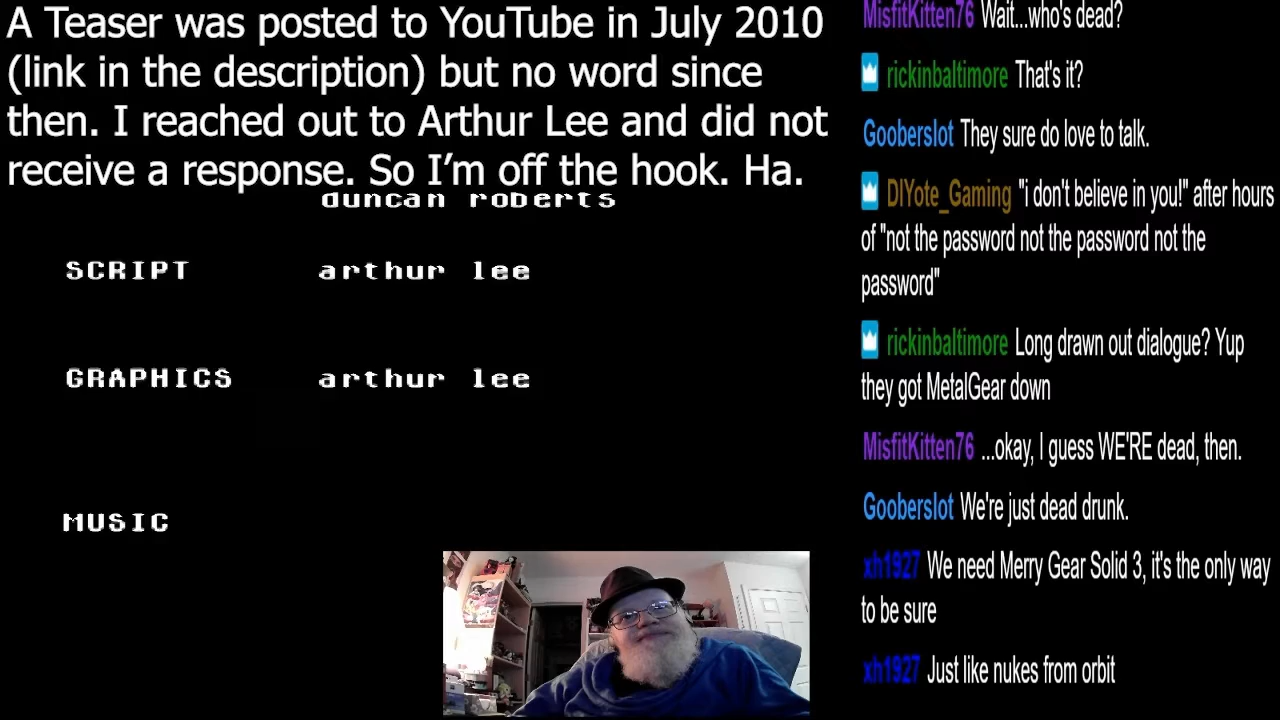 A Teaser was posted to YouTube in July 2010
(link in the description) but no word since
then. I reached out to Arthur Lee and did not
receive a response. So I’m off the hook. Ha.
duncan roberts
SCRIPT arthur lee
GRAPHICS arthur lee
MUSIC
MisfitKitten76 Wait...who's dead?
rickinbaltimore That's it?
Gooberslot They sure do love to talk.
DIYote_Gaming "i don't believe in you!" after hours
of "not the password not the password not the
password"
rickinbaltimore Long drawn out dialogue? Yup
they got MetalGear down
MisfitKitten76 ...okay, I guess WE'RE dead, then.
Gooberslot We're just dead drunk.
xh1927 We need Merry Gear Solid 3, it's the only way
to be sure
xh1927 Just like nukes from orbit